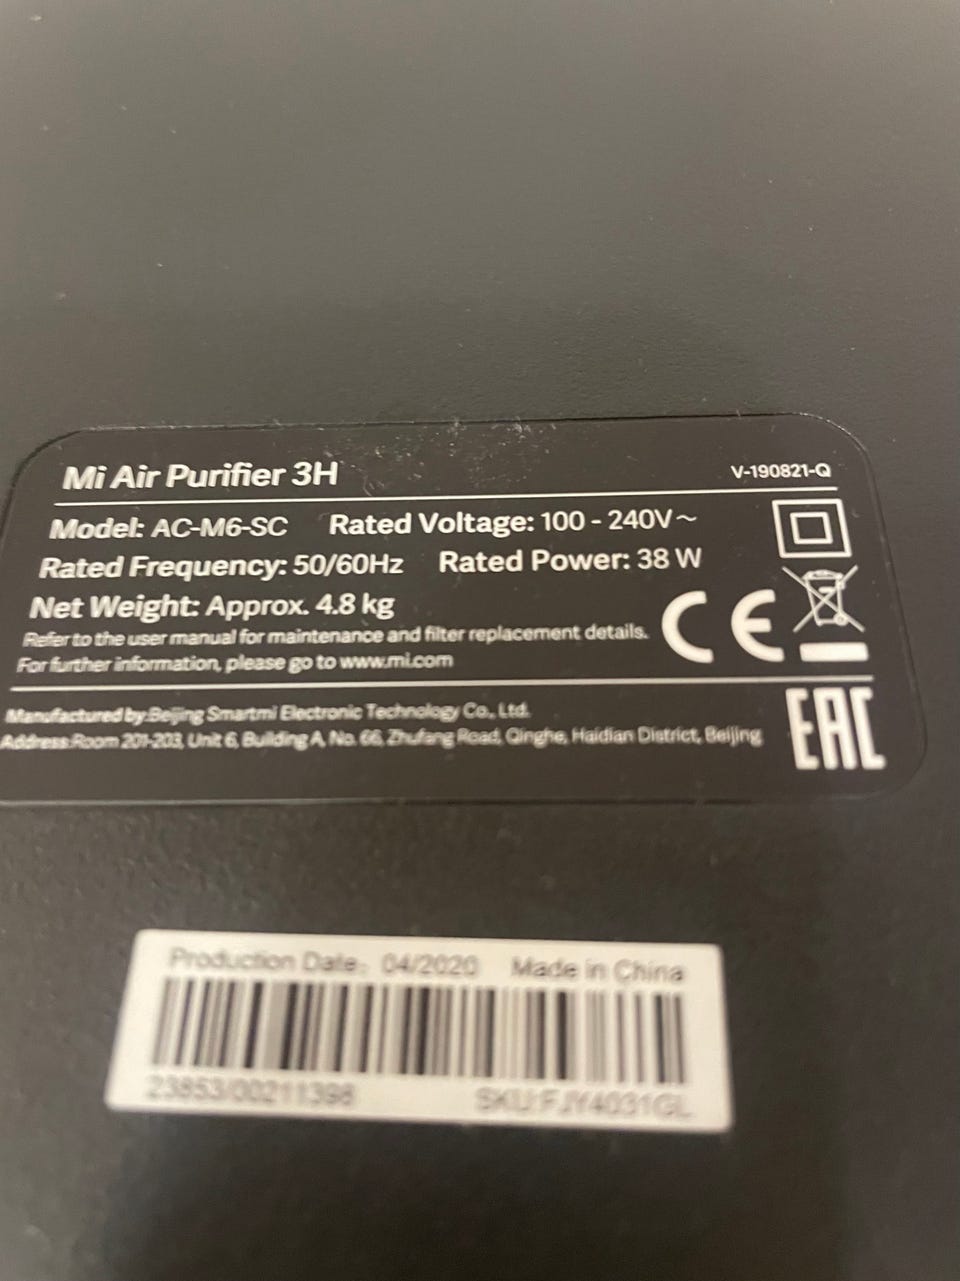 Mi Air Purifier 3H
V-190821-Q
Model: AC-M6-SC Rated Voltage: 100 - 240V~
Rated Frequency: 50/60Hz Rated Power: 38 W
Net Weight: Approx. 4.8 kg
Refer to the user manual for maintenance and filter replacement details.
For further information, please go to www.mi.com
CE
Manufactured by:Beijing Smartmi Electronic Technology Co., Ltd.
Address:Room 201-203, Unit 6, Building A, No. 66, Zhufang Road, Qinghe, Haidian District, Beijing
EAC
Production Date: 04/2020 Made in China
23853/00211398 SKU:FJY4031GL